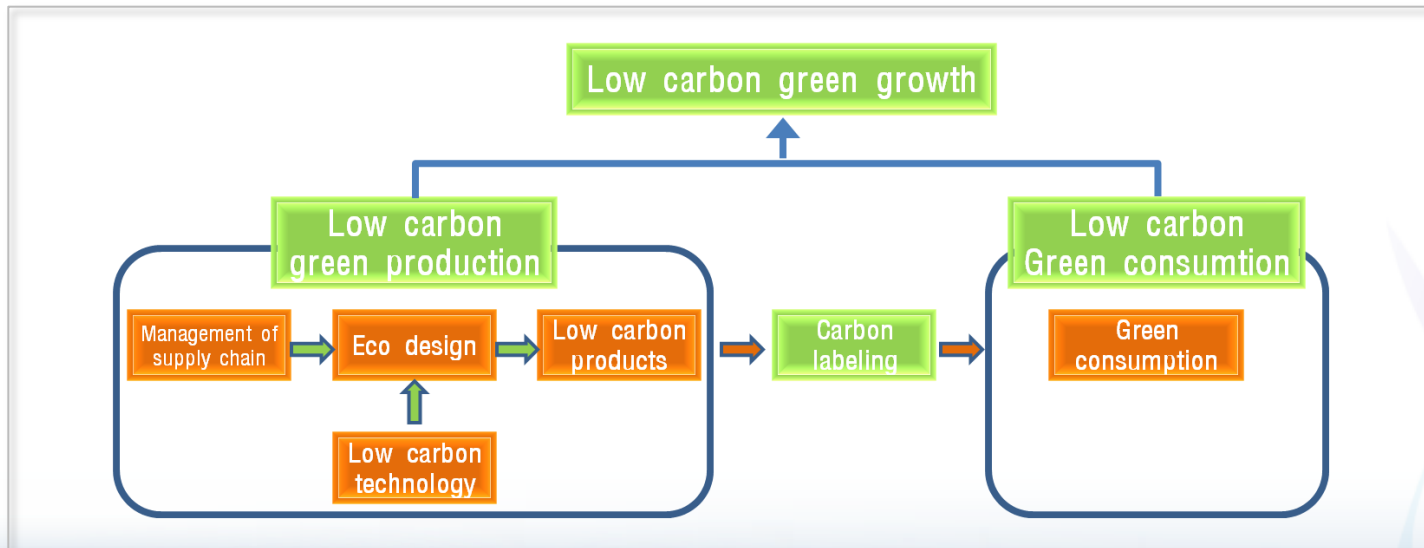 Low carbon green growth
Low carbon
green production
Low carbon
Green consumtion
Management of
supply chain
Eco design
Low carbon
products
Carbon
labeling
Green
consumption
Low carbon
technology